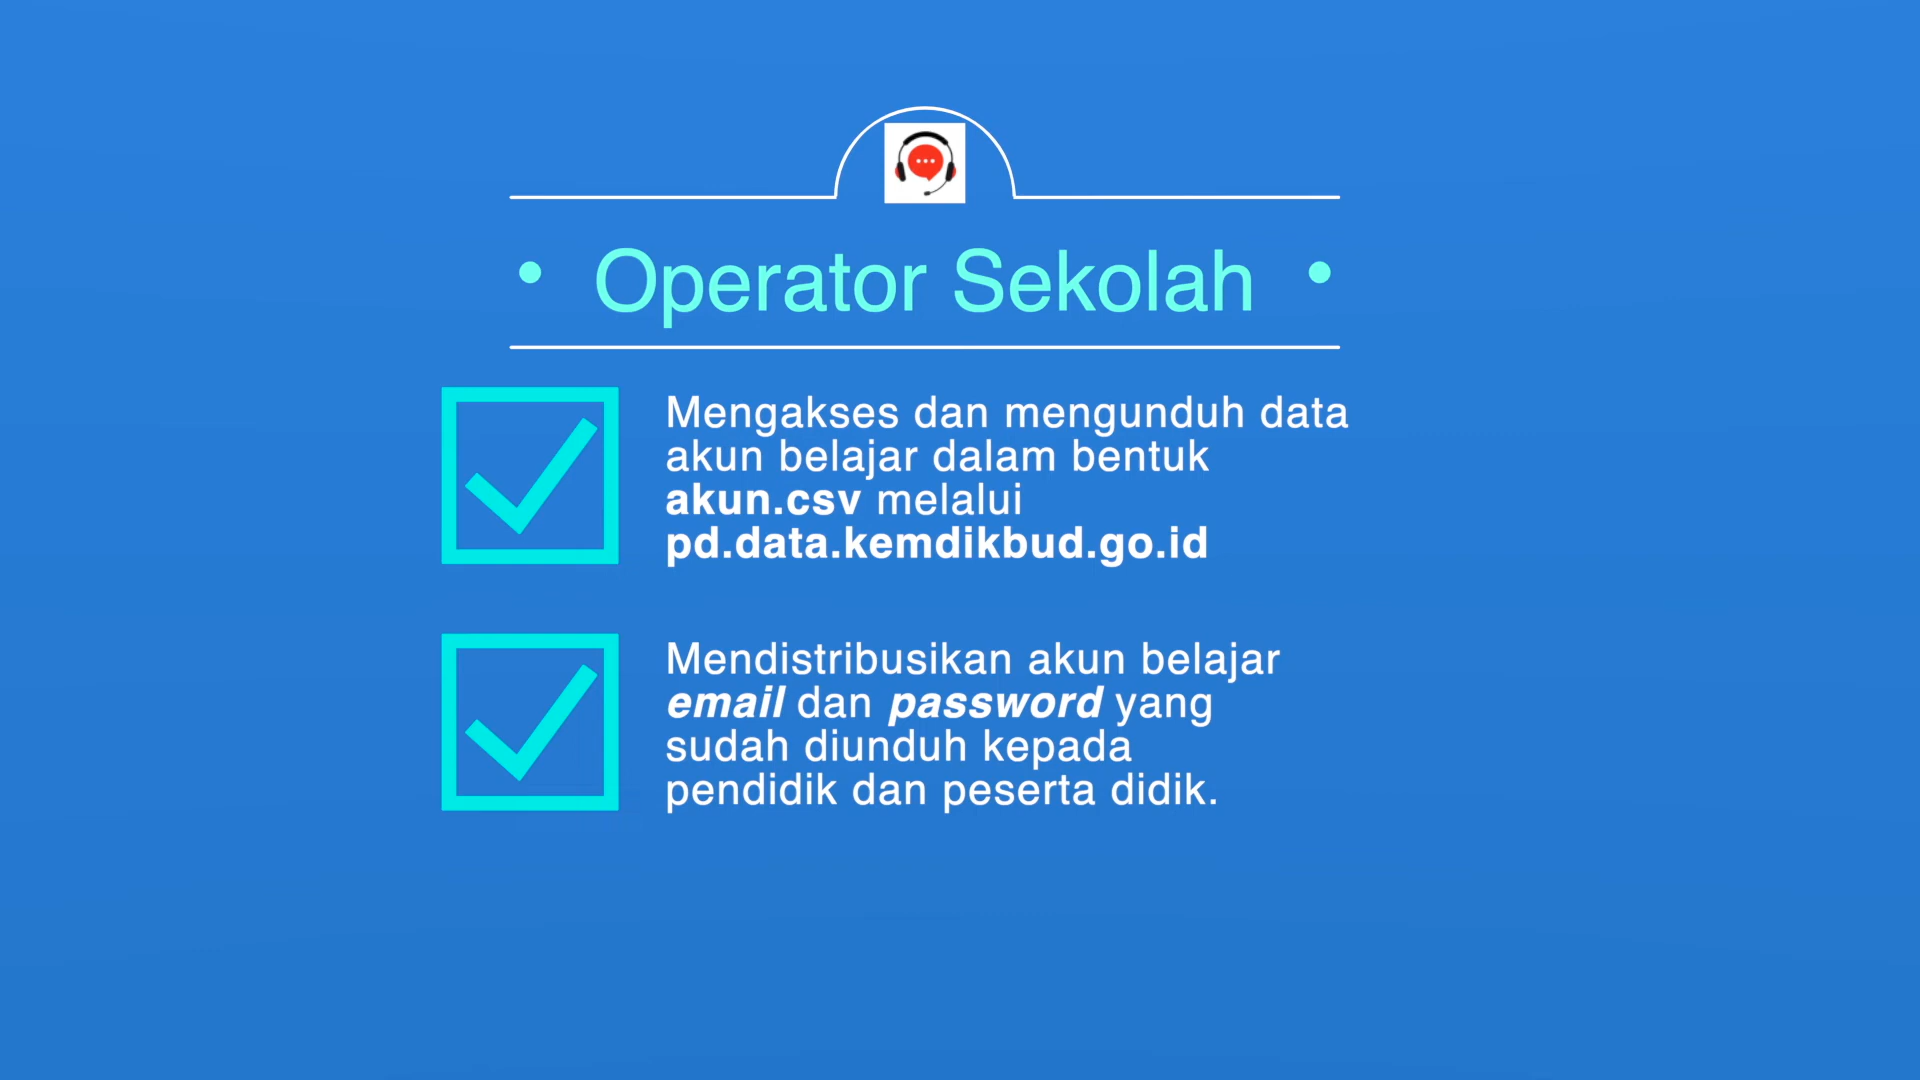 • Operator Sekolah •
Mengakses dan mengunduh data
akun belajar dalam bentuk
akun.csv melalui
pd.data.kemdikbud.go.id
Mendistribusikan akun belajar
email dan password yang
sudah diunduh kepada
pendidik dan peserta didik.